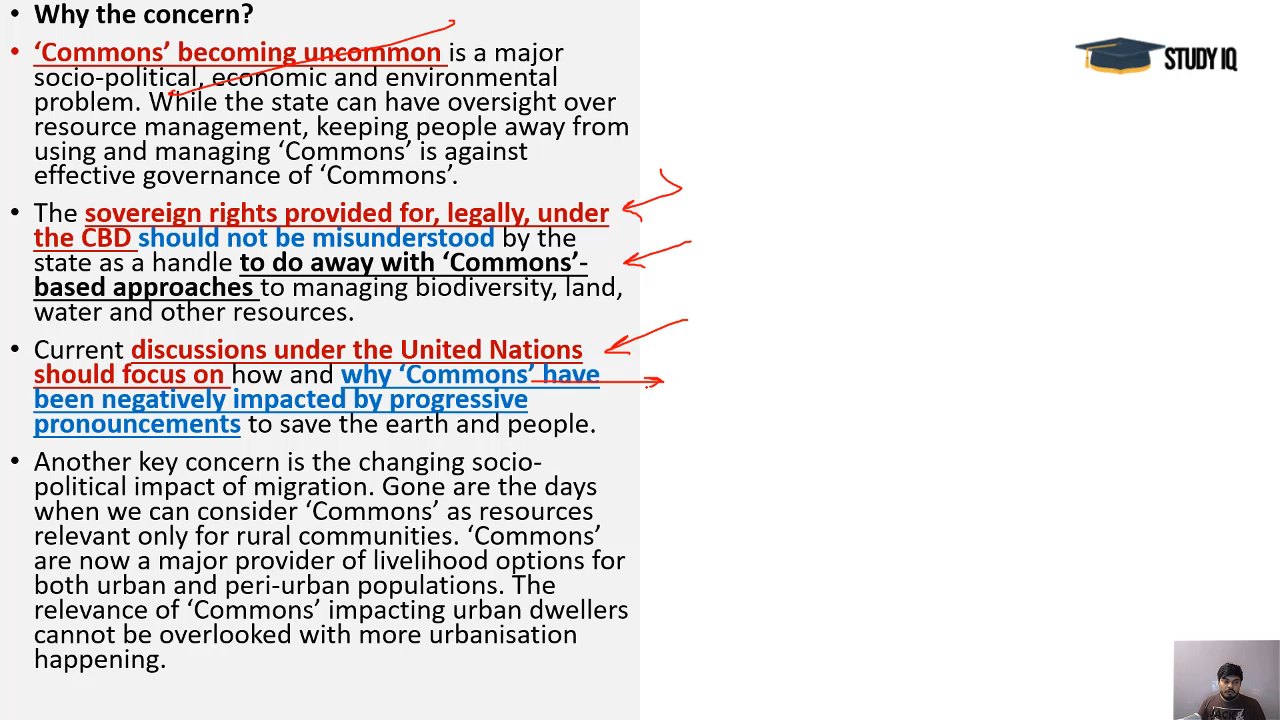 • Why the concern?
• ‘Commons’ becoming uncommon is a major
socio-political, economic and environmental
problem. While the state can have oversight over
resource management, keeping people away from
using and managing ‘Commons’ is against
effective governance of ‘Commons’.
• The sovereign rights provided for, legally, under
the CBD should not be misunderstood by the
state as a handle to do away with ‘Commons’-
based approaches to managing biodiversity, land,
water and other resources.
• Current discussions under the United Nations
should focus on how and why ‘Commons’ have
been negatively impacted by progressive
pronouncements to save the earth and people.
• Another key concern is the changing socio-
political impact of migration. Gone are the days
when we can consider ‘Commons’ as resources
relevant only for rural communities. ‘Commons’
are now a major provider of livelihood options for
both urban and peri-urban populations. The
relevance of ‘Commons’ impacting urban dwellers
cannot be overlooked with more urbanisation
happening.
STUDY IQ